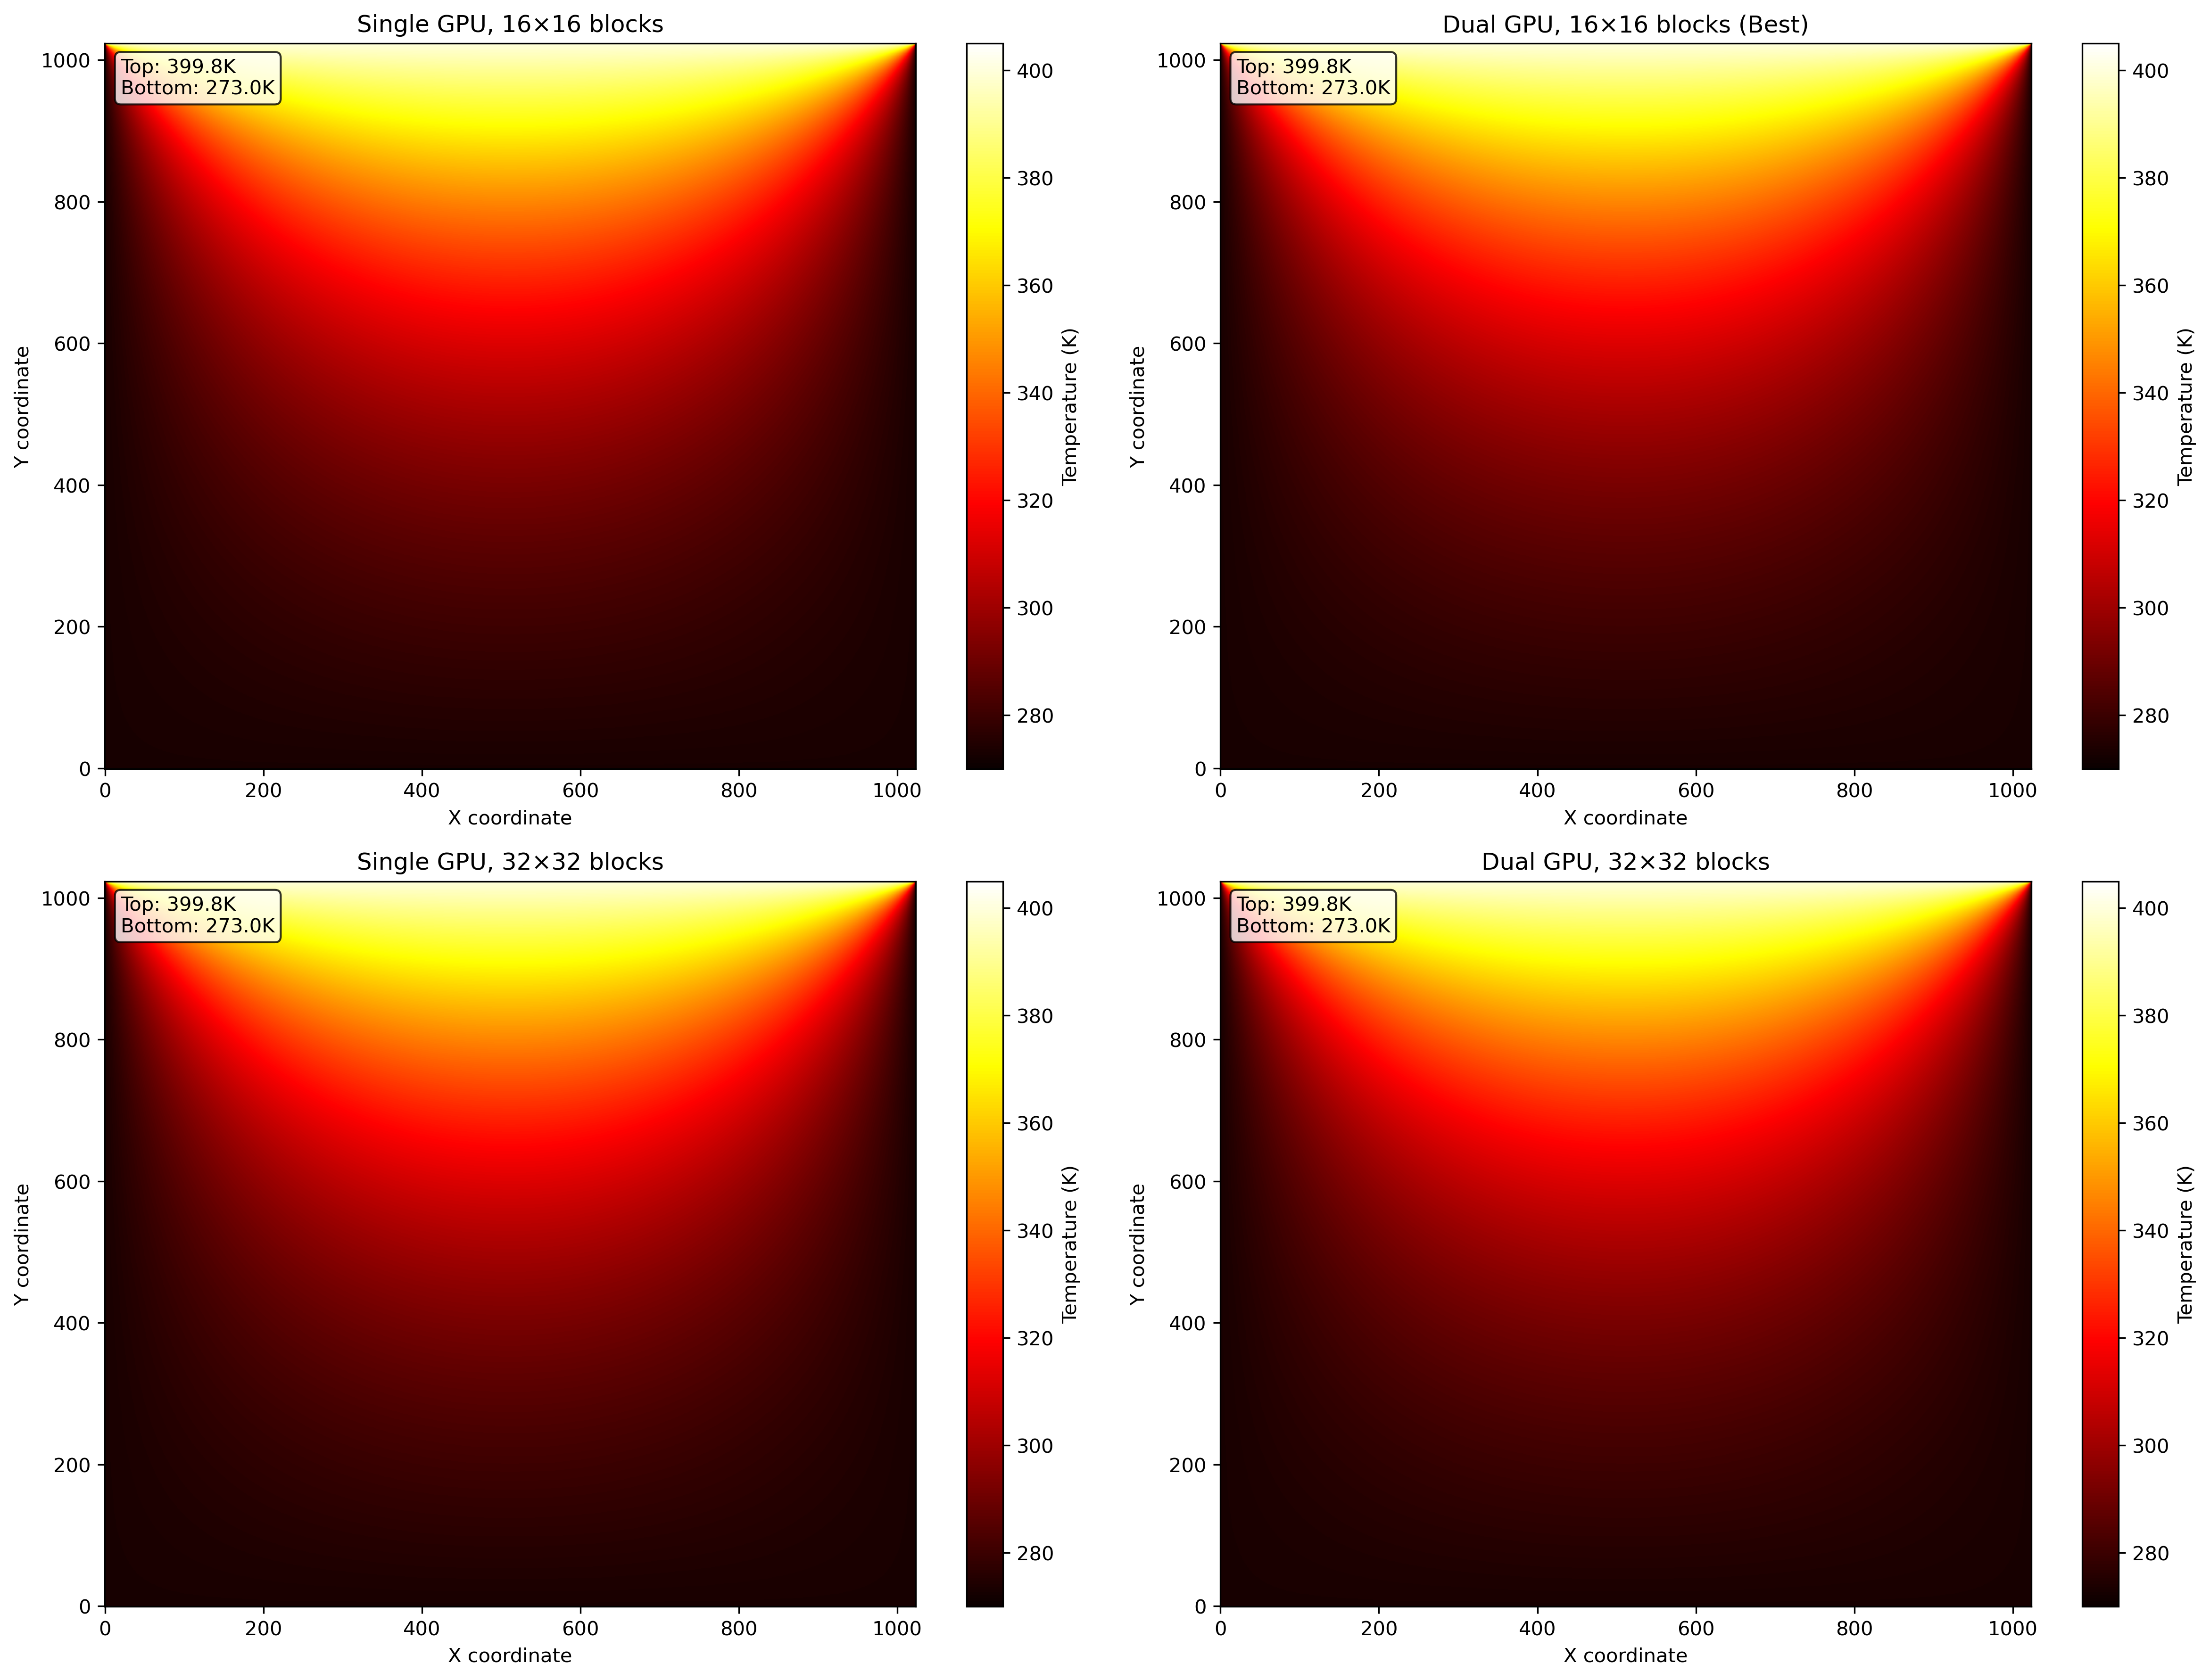 Single GPU, 16×16 blocks
Top: 399.8K
Bottom: 273.0K
1000
800
600
400
200
0
Y coordinate
0 200 400 600 800 1000
X coordinate
400
380
360
340
320
300
280
Temperature (K)
Dual GPU, 16×16 blocks (Best)
Top: 399.8K
Bottom: 273.0K
1000
800
600
400
200
0
Y coordinate
0 200 400 600 800 1000
X coordinate
400
380
360
340
320
300
280
Temperature (K)
Single GPU, 32×32 blocks
Top: 399.8K
Bottom: 273.0K
1000
800
600
400
200
0
Y coordinate
0 200 400 600 800 1000
X coordinate
400
380
360
340
320
300
280
Temperature (K)
Dual GPU, 32×32 blocks
Top: 399.8K
Bottom: 273.0K
1000
800
600
400
200
0
Y coordinate
0 200 400 600 800 1000
X coordinate
400
380
360
340
320
300
280
Temperature (K)